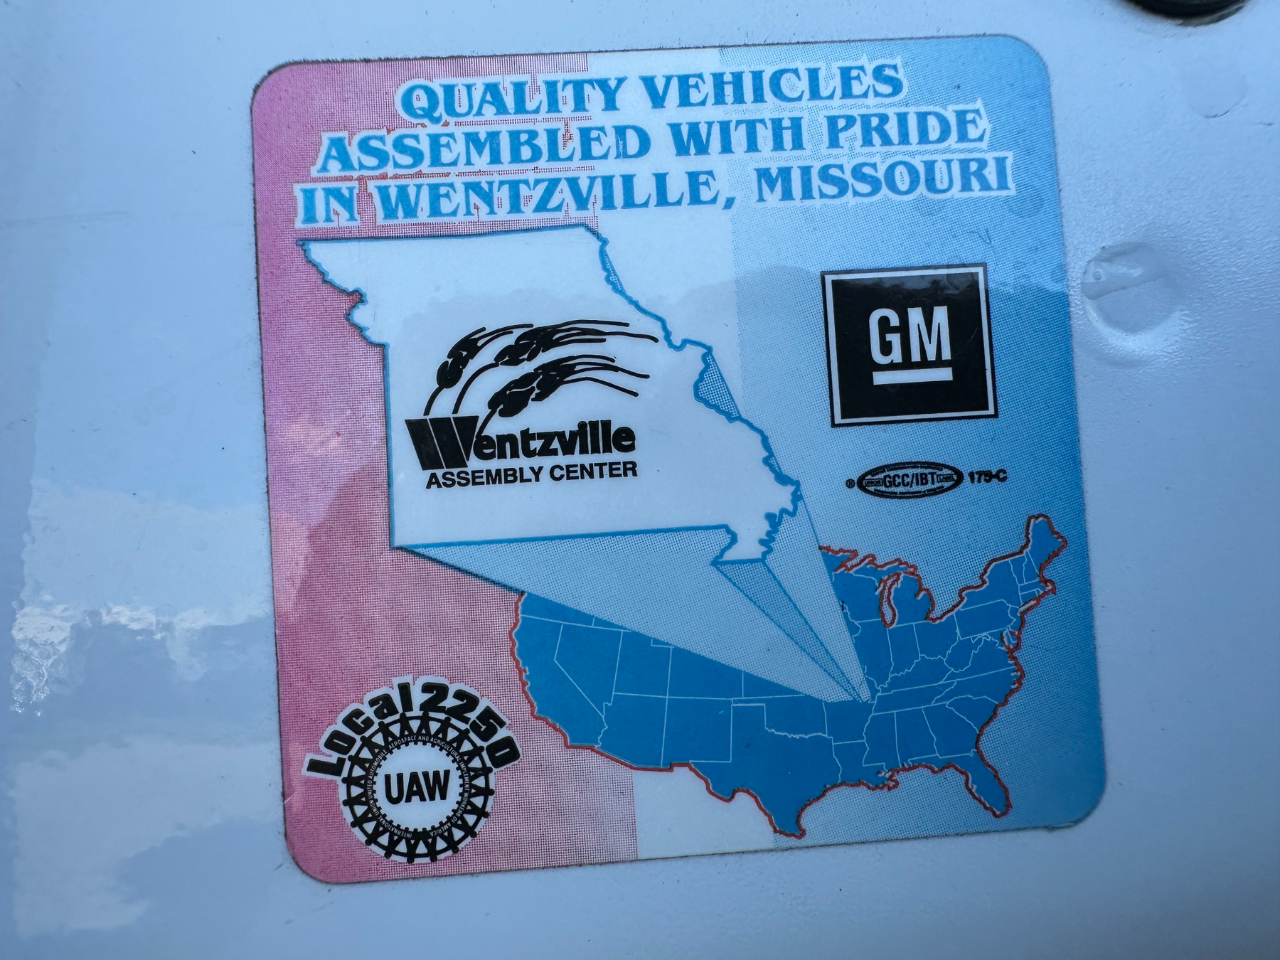 QUALITY VEHICLES
ASSEMBLED WITH PRIDE
IN WENTZVILLE, MISSOURI
GM
Wentzville
ASSEMBLY CENTER
® GCC/IBT 179-C
Local 2250
UAW